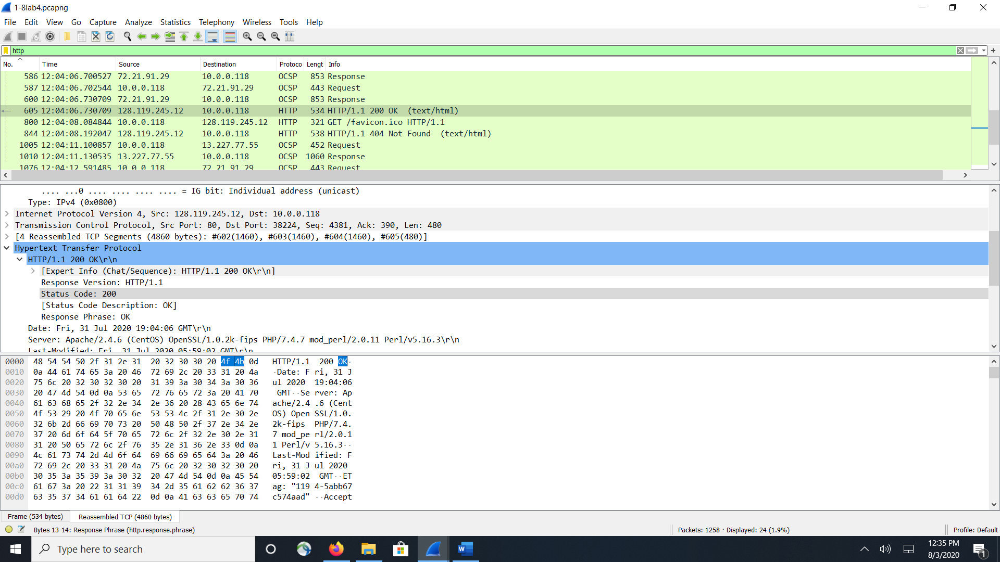 1-8lab4.pcapng
File Edit View Go Capture Analyze Statistics Telephony Wireless Tools Help
http
No. Time Source Destination Protoco Lengt Info
586 12:04:06.700527 72.21.91.29 10.0.0.118 OCSP 853 Response
587 12:04:06.702544 10.0.0.118 72.21.91.29 OCSP 443 Request
600 12:04:06.730709 72.21.91.29 10.0.0.118 OCSP 853 Response
605 12:04:06.730709 128.119.245.12 10.0.0.118 HTTP 534 HTTP/1.1 200 OK (text/html)
800 12:04:08.084844 10.0.0.118 128.119.245.12 HTTP 321 GET /favicon.ico HTTP/1.1
844 12:04:08.192047 128.119.245.12 10.0.0.118 HTTP 538 HTTP/1.1 404 Not Found (text/html)
1005 12:04:11.100857 10.0.0.118 13.227.77.55 OCSP 452 Request
1010 12:04:11.130535 13.227.77.55 10.0.0.118 OCSP 1060 Response
1076 12:04:12.591485 10.0.0.118 72.21.91.29 OCSP 443 Request
.... ...0 .... .... .... .... = IG bit: Individual address (unicast)
Type: IPv4 (0x0800)
Internet Protocol Version 4, Src: 128.119.245.12, Dst: 10.0.0.118
Transmission Control Protocol, Src Port: 80, Dst Port: 38224, Seq: 4381, Ack: 390, Len: 480
[4 Reassembled TCP Segments (4860 bytes): #602(1460), #603(1460), #604(1460), #605(480)]
Hypertext Transfer Protocol
HTTP/1.1 200 OK\r\n
[Expert Info (Chat/Sequence): HTTP/1.1 200 OK\r\n]
Response Version: HTTP/1.1
Status Code: 200
[Status Code Description: OK]
Response Phrase: OK
Date: Fri, 31 Jul 2020 19:04:06 GMT\r\n
Server: Apache/2.4.6 (CentOS) OpenSSL/1.0.2k-fips PHP/7.4.7 mod_perl/2.0.11 Perl/v5.16.3\r\n
Last-Modified: Fri, 31 Jul 2020 05:59:02 GMT\r\n
0000 48 54 54 50 2f 31 2e 31 20 32 30 30 20 4f 4b 0d HTTP/1.1 200 OK·
0010 0a 44 61 74 65 3a 20 46 72 69 2c 20 33 31 20 4a ·Date: F ri, 31 J
0020 75 6c 20 32 30 32 30 20 31 39 3a 30 34 3a 30 36 ul 2020 19:04:06
0030 20 47 4d 54 0d 0a 53 65 72 76 65 72 3a 20 41 70 GMT··Se rver: Ap
0040 61 63 68 65 2f 32 2e 34 2e 36 20 28 43 65 6e 74 ache/2.4 .6 (Cent
0050 4f 53 29 20 4f 70 65 6e 53 53 4c 2f 31 2e 30 2e OS) Open SSL/1.0.
0060 32 6b 2d 66 69 70 73 20 50 48 50 2f 37 2e 34 2e 2k-fips PHP/7.4.
0070 37 20 6d 6f 64 5f 70 65 72 6c 2f 32 2e 30 2e 31 7 mod_pe rl/2.0.1
0080 31 20 50 65 72 6c 2f 76 35 2e 31 36 2e 33 0d 0a 1 Perl/v 5.16.3··
0090 4c 61 73 74 2d 4d 6f 64 69 66 69 65 64 3a 20 46 Last-Mod ified: F
00a0 72 69 2c 20 33 31 20 4a 75 6c 20 32 30 32 30 20 ri, 31 J ul 2020
00b0 30 35 3a 35 39 3a 30 32 20 47 4d 54 0d 0a 45 54 05:59:02 GMT··ET
00c0 61 67 3a 20 22 31 31 39 34 2d 35 61 62 62 36 37 ag: "119 4-5abb67
00d0 63 35 37 34 61 61 64 22 0d 0a 41 63 63 65 70 74 c574aad" ··Accept
Frame (534 bytes) Reassembled TCP (4860 bytes)
Bytes 13-14: Response Phrase (http.response.phrase) Packets: 1258 · Displayed: 24 (1.9%) Profile: Default
Type here to search
12:35 PM
8/3/2020
1